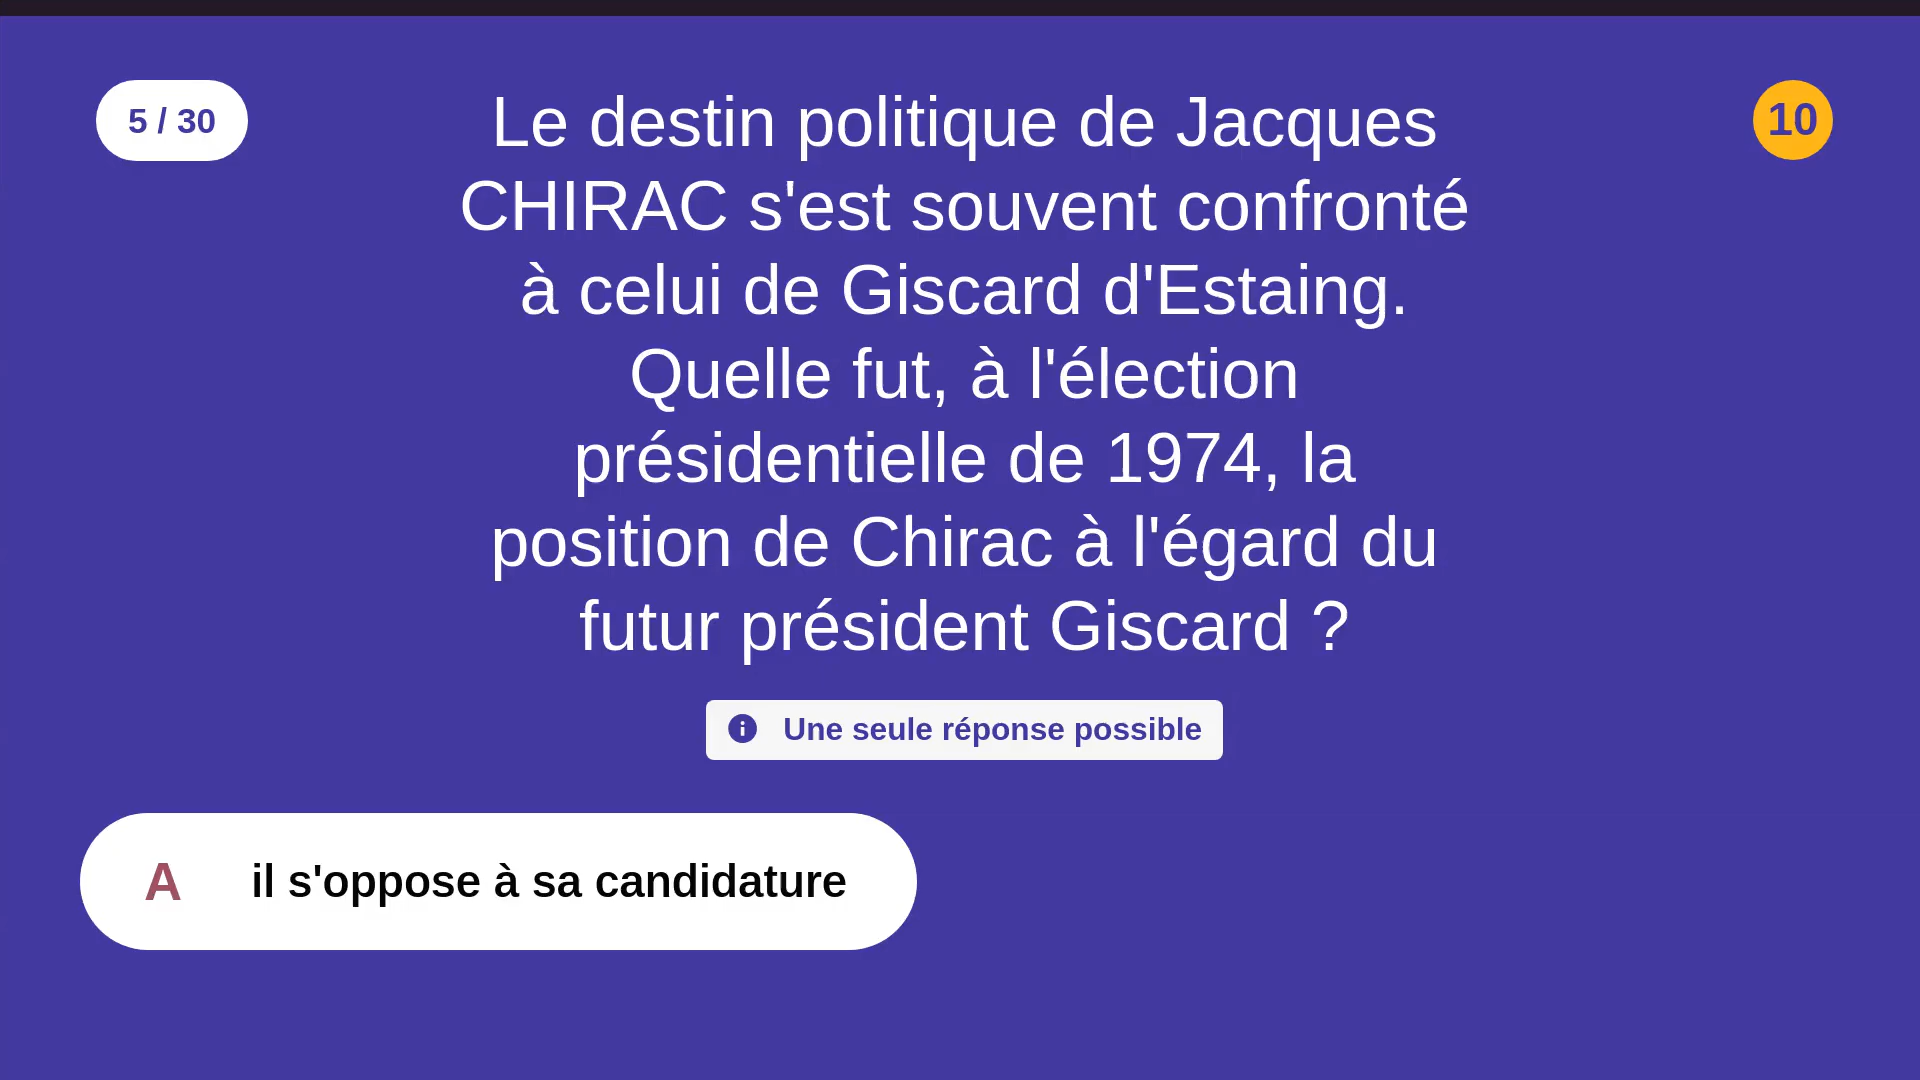 5 / 30
Le destin politique de Jacques
CHIRAC s'est souvent confronté
à celui de Giscard d'Estaing.
Quelle fut, à l'élection
présidentielle de 1974, la
position de Chirac à l'égard du
futur président Giscard ?
10
Une seule réponse possible
A il s'oppose à sa candidature